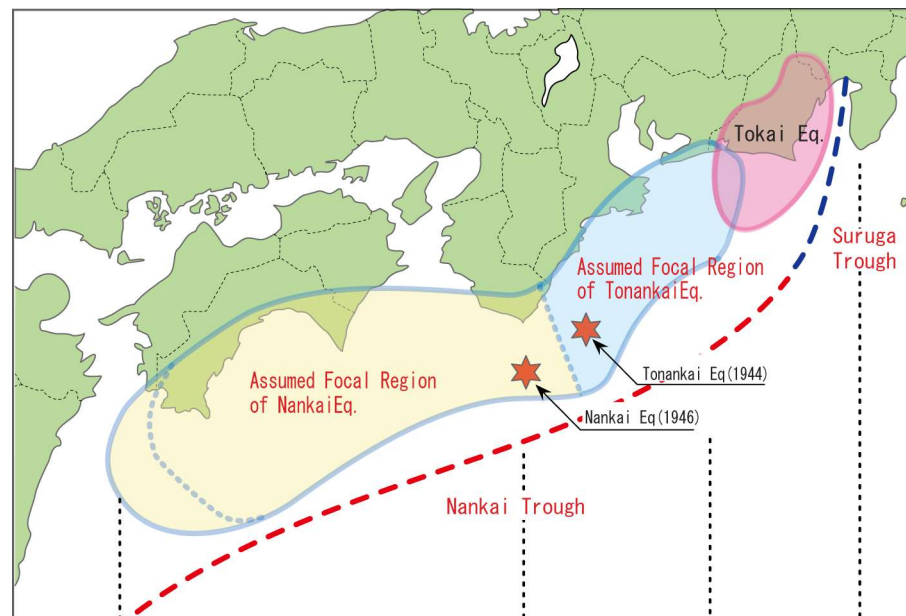 Tokai Eq.
Suruga
Trough
Assumed Focal Region
of TonankaiEq.
Tonankai Eq(1944)
Assumed Focal Region
of NankaiEq.
Nankai Eq(1946)
Nankai Trough